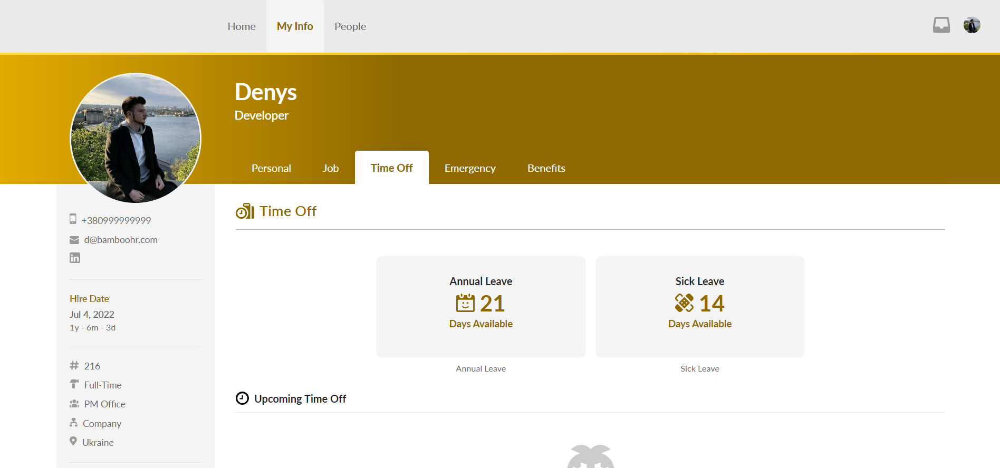 Home
My Info
People
Denys
Developer
Personal
Job
Time Off
Emergency
Benefits
+380999999999
d@bamboohr.com
in
Hire Date
Jul 4, 2022
1y - 6m - 3d
# 216
Full-Time
PM Office
Company
Ukraine
Time Off
Annual Leave
21
Days Available
Annual Leave
Sick Leave
14
Days Available
Sick Leave
Upcoming Time Off